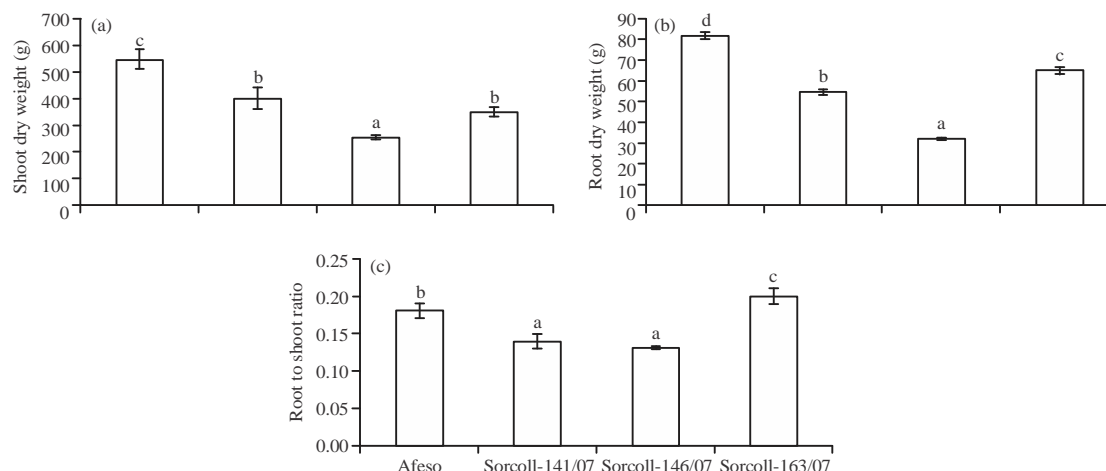 (a)
Shoot dry weight (g)
700
600
500
400
300
200
100
0
c
b
a
b
(b)
Root dry weight (g)
90
80
70
60
50
40
30
20
10
0
d
b
a
c
(c)
Root to shoot ratio
0.25
0.20
0.15
0.10
0.05
0.00
b
a
a
c
Afeso Sorcoll-141/07 Sorcoll-146/07 Sorcoll-163/07